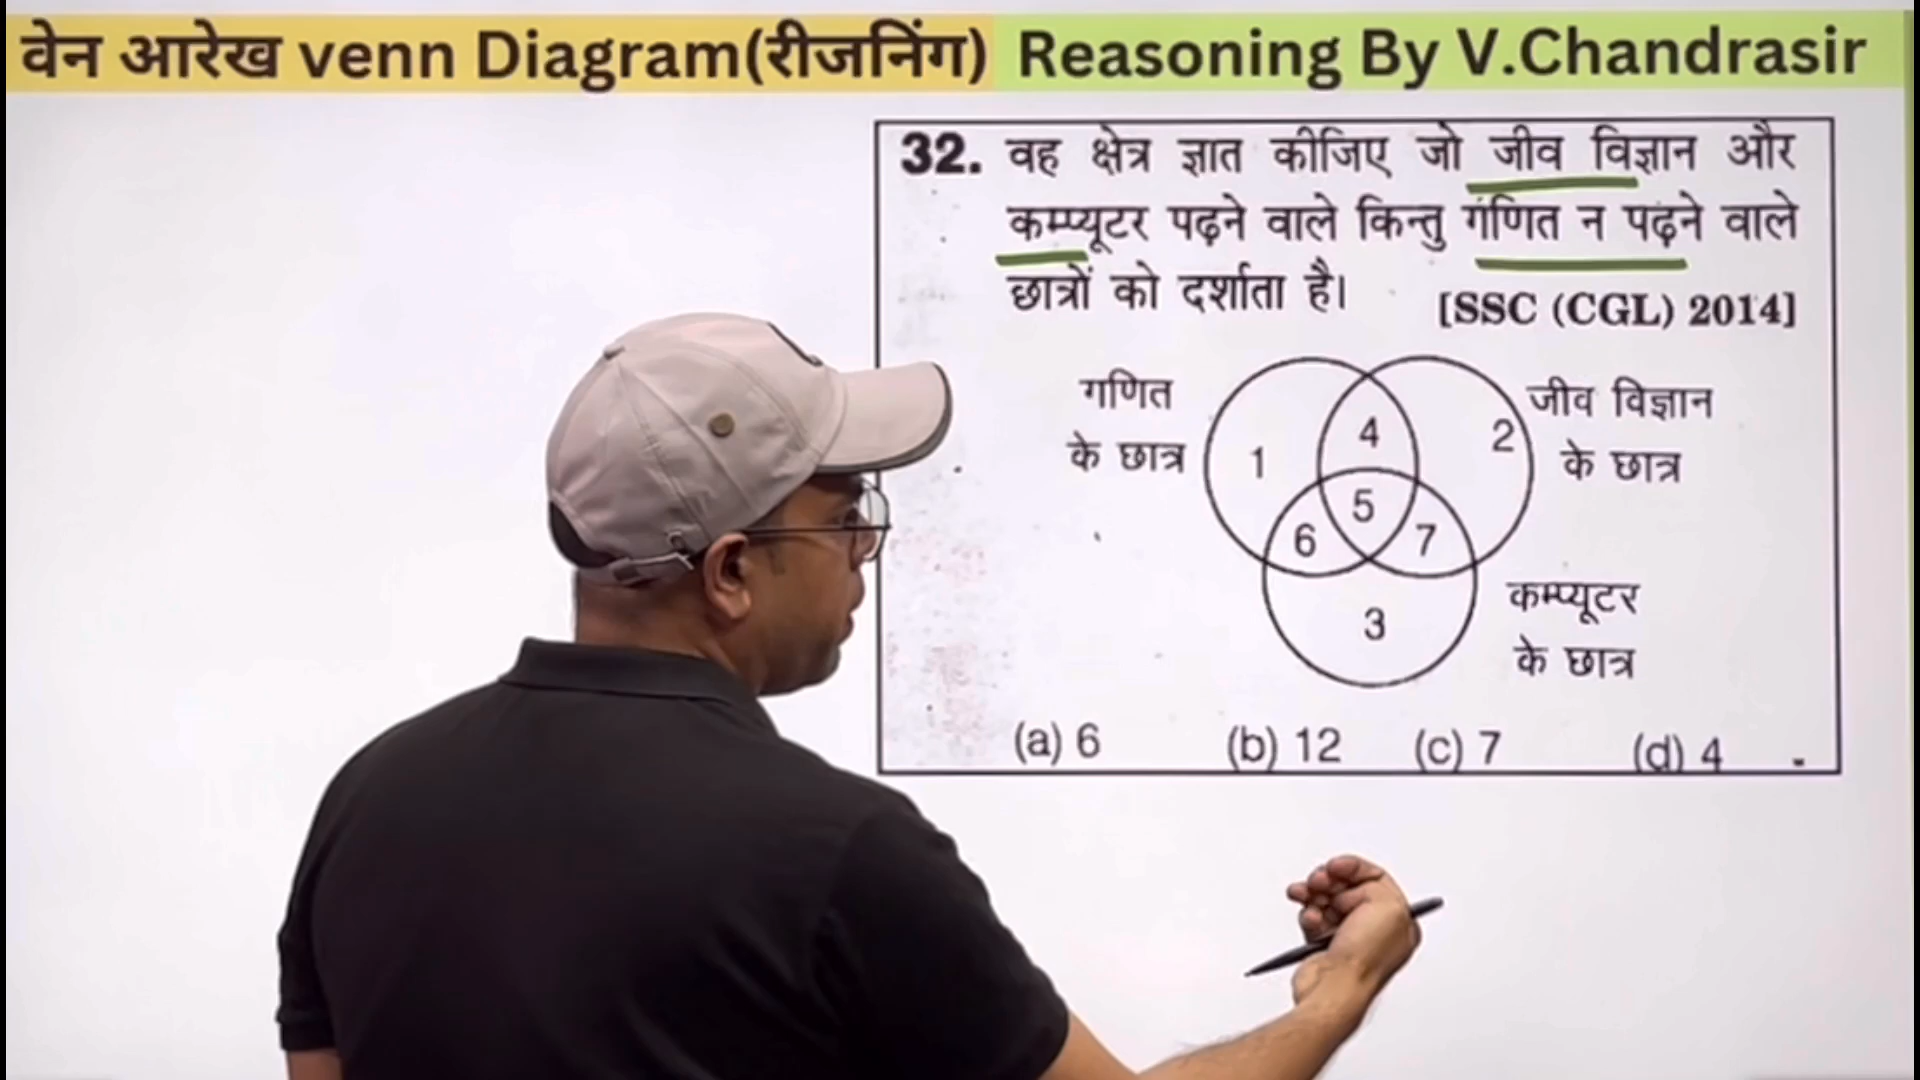 वेन आरेख venn Diagram(रीजनिंग) Reasoning By V.Chandrasir
32. वह क्षेत्र ज्ञात कीजिए जो जीव विज्ञान और
कम्प्यूटर पढ़ने वाले किन्तु गणित न पढ़ने वाले
छात्रों को दर्शाता है।
[SSC (CGL) 2014]
गणित
के छात्र
जीव विज्ञान
के छात्र
1
4
2
5
6
7
3
कम्प्यूटर
के छात्र
(a) 6 (b) 12 (c) 7 (d) 4